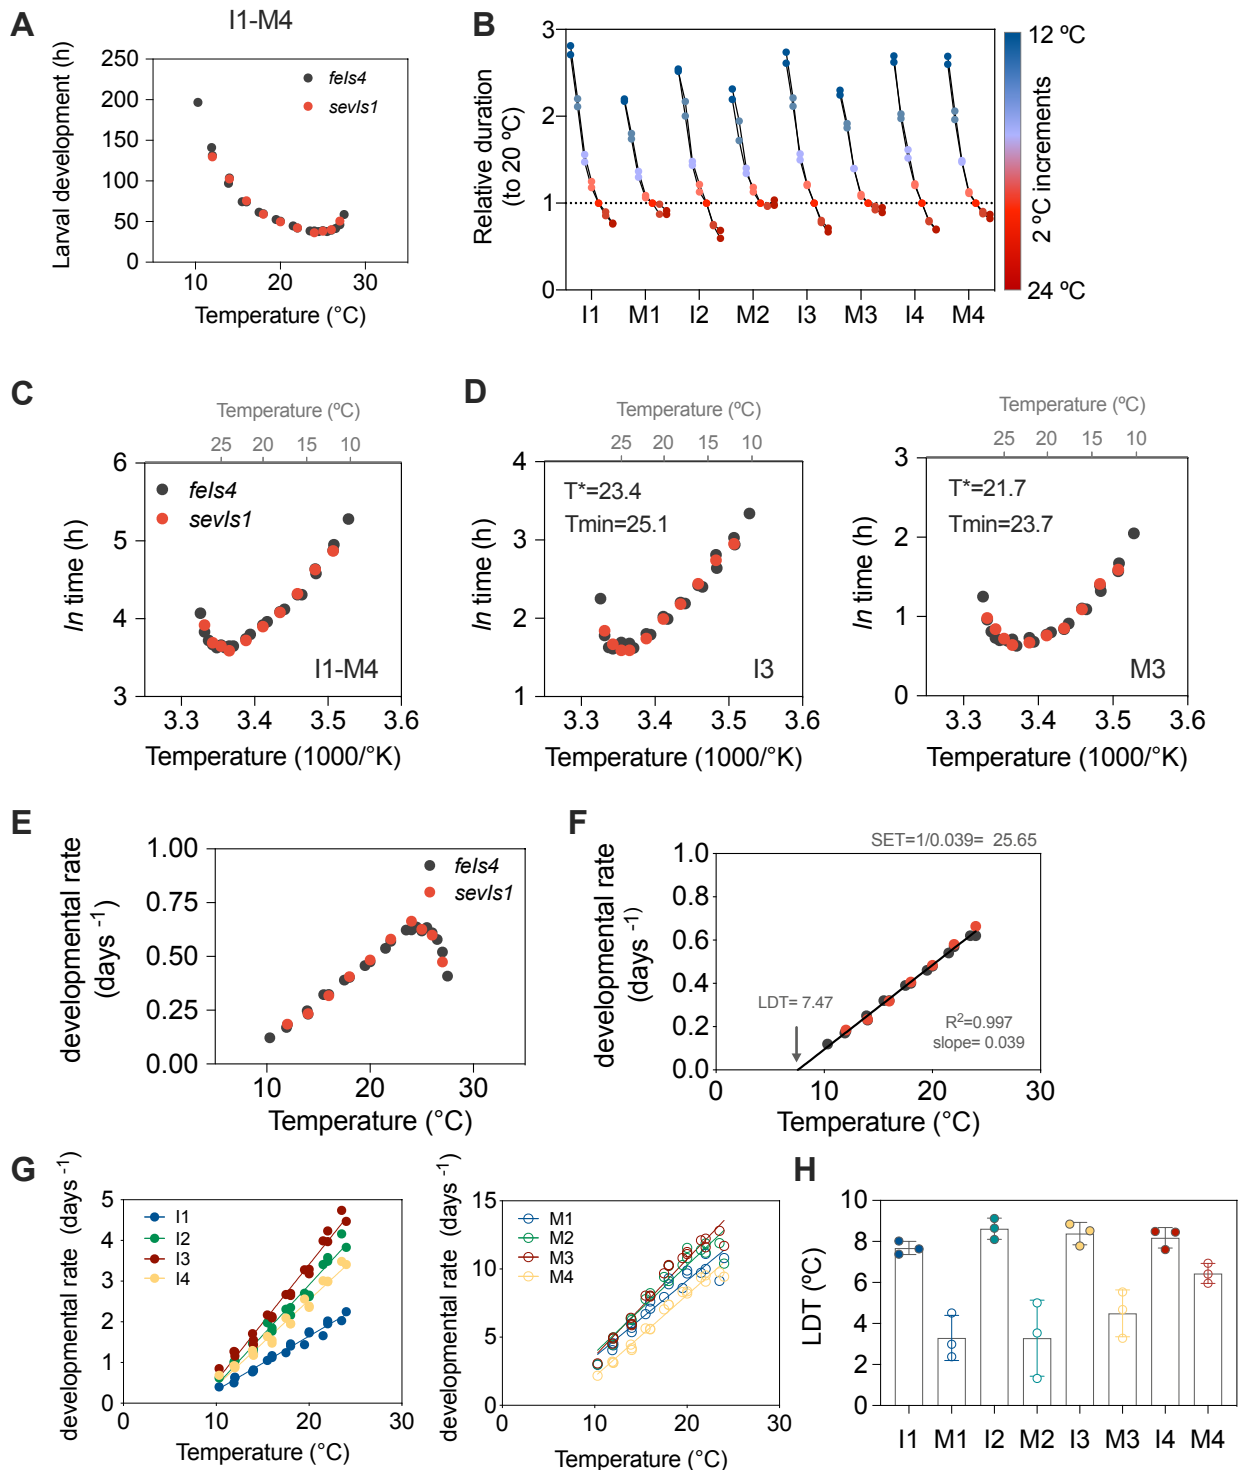 A
I1-M4
Larval development (h)
250
200
150
100
50
0
10
20
30
Temperature (°C)
fels4
sevls1
B
Relative duration
(to 20 ºC)
3
2
1
0
I1
M1
I2
M2
I3
M3
I4
M4
12 ºC
2 ºC increments
24 ºC
C
Temperature (ºC)
25
20
15
10
ln time (h)
6
5
4
3
fels4
sevls1
I1-M4
3.3
3.4
3.5
3.6
Temperature (1000/°K)
D
Temperature (ºC)
25
20
15
10
ln time (h)
4
3
2
1
T*=23.4
Tmin=25.1
I3
3.3
3.4
3.5
3.6
Temperature (1000/°K)
Temperature (ºC)
25
20
15
10
ln time (h)
3
2
1
0
T*=21.7
Tmin=23.7
M3
3.3
3.4
3.5
3.6
Temperature (1000/°K)
E
developmental rate
(days -1)
1.00
0.75
0.50
0.25
0.00
fels4
sevls1
10
20
30
Temperature (°C)
F
SET=1/0.039= 25.65
developmental rate
(days -1)
1.0
0.8
0.6
0.4
0.2
0.0
LDT= 7.47
R2=0.997
slope= 0.039
0
10
20
30
Temperature (°C)
G
developmental rate (days -1)
5
4
3
2
1
0
I1
I2
I3
I4
0
10
20
30
Temperature (°C)
developmental rate (days -1)
15
10
5
0
M1
M2
M3
M4
0
10
20
30
Temperature (°C)
H
LDT (ºC)
10
8
6
4
2
0
I1
M1
I2
M2
I3
M3
I4
M4